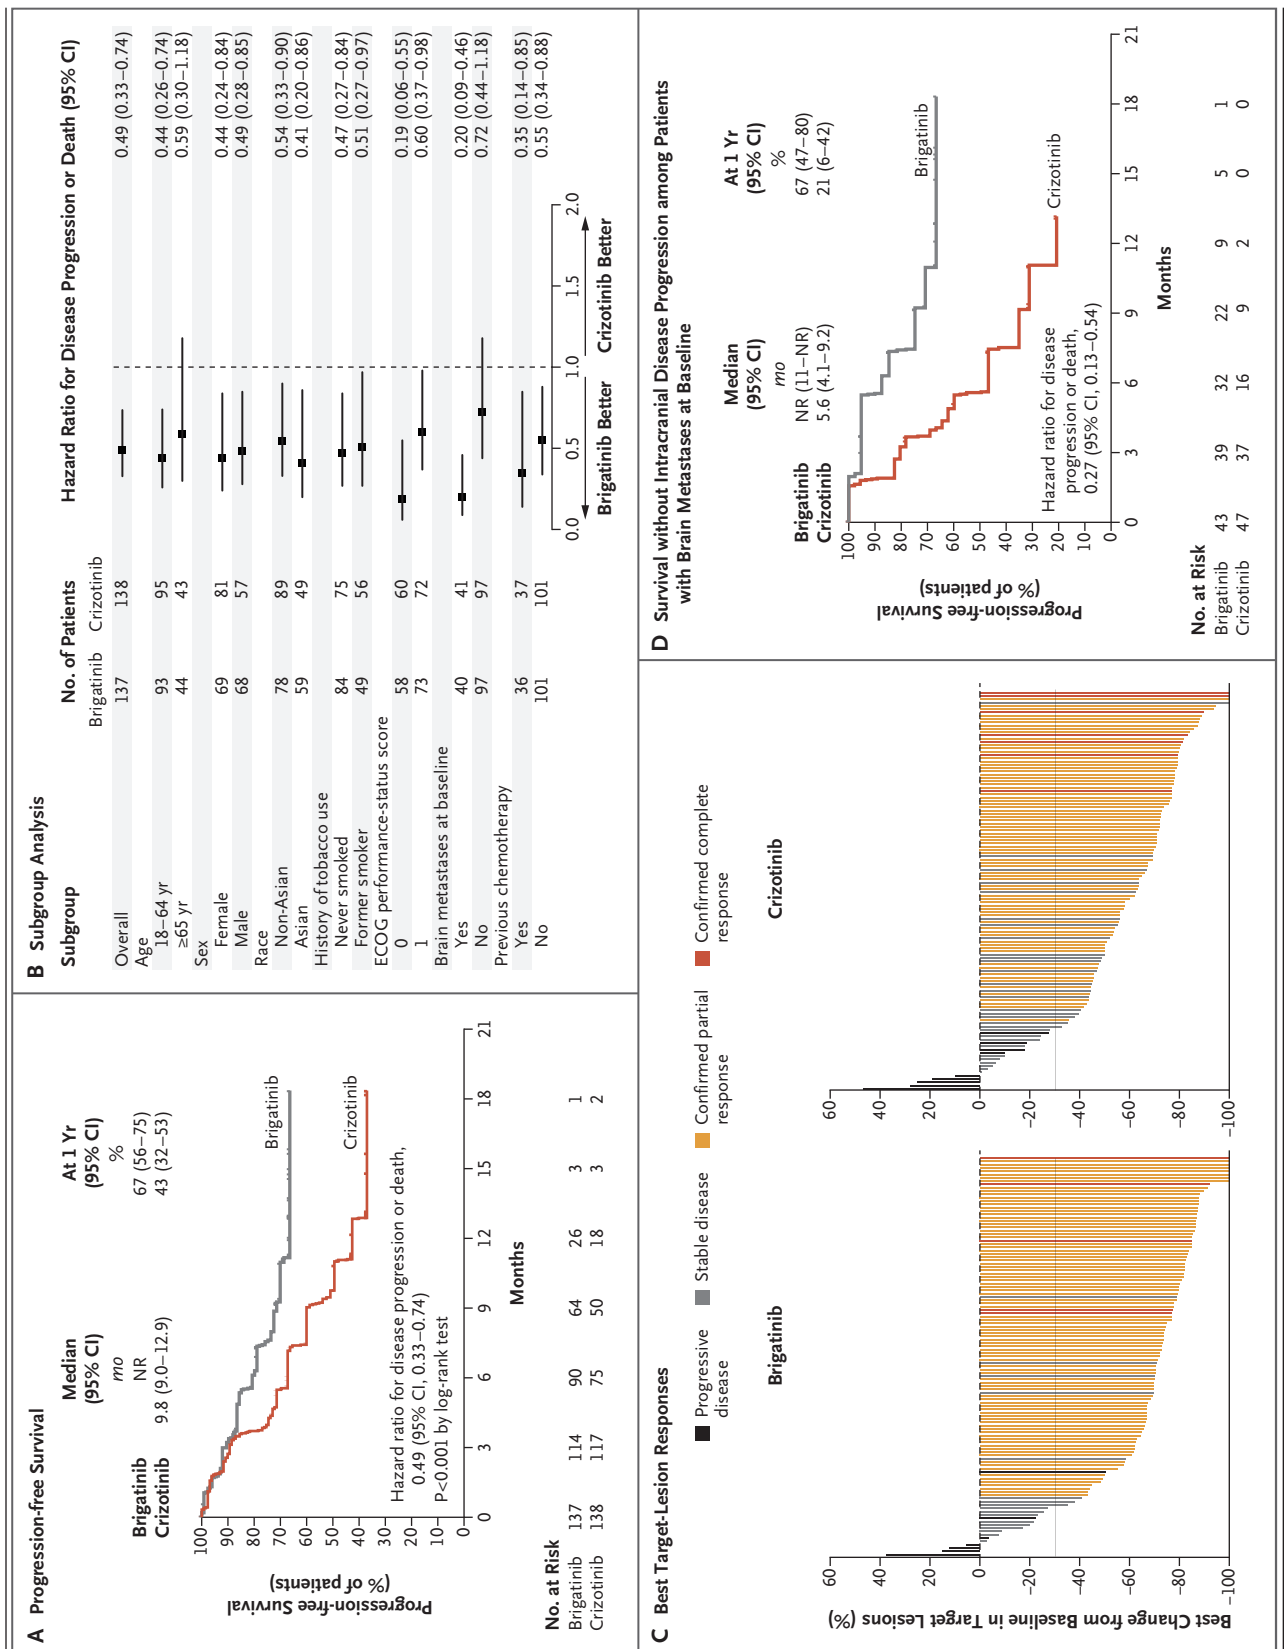 A Progression-free Survival
Median (95% CI)
At 1 Yr (95% CI)
mo
%
Brigatinib NR 67 (56–75)
Crizotinib 9.8 (9.0–12.9) 43 (32–53)
Progression-free Survival (% of patients)
100
90
80
70
60
50
40
30
20
10
0
Brigatinib
Crizotinib
Hazard ratio for disease progression or death,
0.49 (95% CI, 0.33–0.74)
P<0.001 by log-rank test
0 3 6 9 12 15 18 21
Months
No. at Risk
Brigatinib 137 114 90 64 26 3 1
Crizotinib 138 117 75 50 18 3 2
B Subgroup Analysis
Subgroup No. of Patients Hazard Ratio for Disease Progression or Death (95% CI)
Brigatinib Crizotinib
Overall 137 138 0.49 (0.33–0.74)
Age
18–64 yr 93 95 0.44 (0.26–0.74)
≥65 yr 44 43 0.59 (0.30–1.18)
Sex
Female 69 81 0.44 (0.24–0.84)
Male 68 57 0.49 (0.28–0.85)
Race
Non-Asian 78 89 0.54 (0.33–0.90)
Asian 59 49 0.41 (0.20–0.86)
History of tobacco use
Never smoked 84 75 0.47 (0.27–0.84)
Former smoker 49 56 0.51 (0.27–0.97)
ECOG performance-status score
0 58 60 0.19 (0.06–0.55)
1 73 72 0.60 (0.37–0.98)
Brain metastases at baseline
Yes 40 41 0.20 (0.09–0.46)
No 97 97 0.72 (0.44–1.18)
Previous chemotherapy
Yes 36 37 0.35 (0.14–0.85)
No 101 101 0.55 (0.34–0.88)
0.0 0.5 1.0 1.5 2.0
Brigatinib Better Crizotinib Better
C Best Target-Lesion Responses
Progressive disease
Stable disease
Confirmed partial response
Confirmed complete response
Brigatinib
Crizotinib
Best Change from Baseline in Target Lesions (%)
60
40
20
0
−20
−40
−60
−80
−100
60
40
20
0
−20
−40
−60
−80
−100
D Survival without Intracranial Disease Progression among Patients
with Brain Metastases at Baseline
Median (95% CI)
At 1 Yr (95% CI)
mo
%
Brigatinib NR (11–NR) 67 (47–80)
Crizotinib 5.6 (4.1–9.2) 21 (6–42)
Progression-free Survival (% of patients)
100
90
80
70
60
50
40
30
20
10
0
Brigatinib
Crizotinib
Hazard ratio for disease
progression or death,
0.27 (95% CI, 0.13–0.54)
0 3 6 9 12 15 18 21
Months
No. at Risk
Brigatinib 43 39 32 22 9 5 1
Crizotinib 47 37 16 9 2 0 0